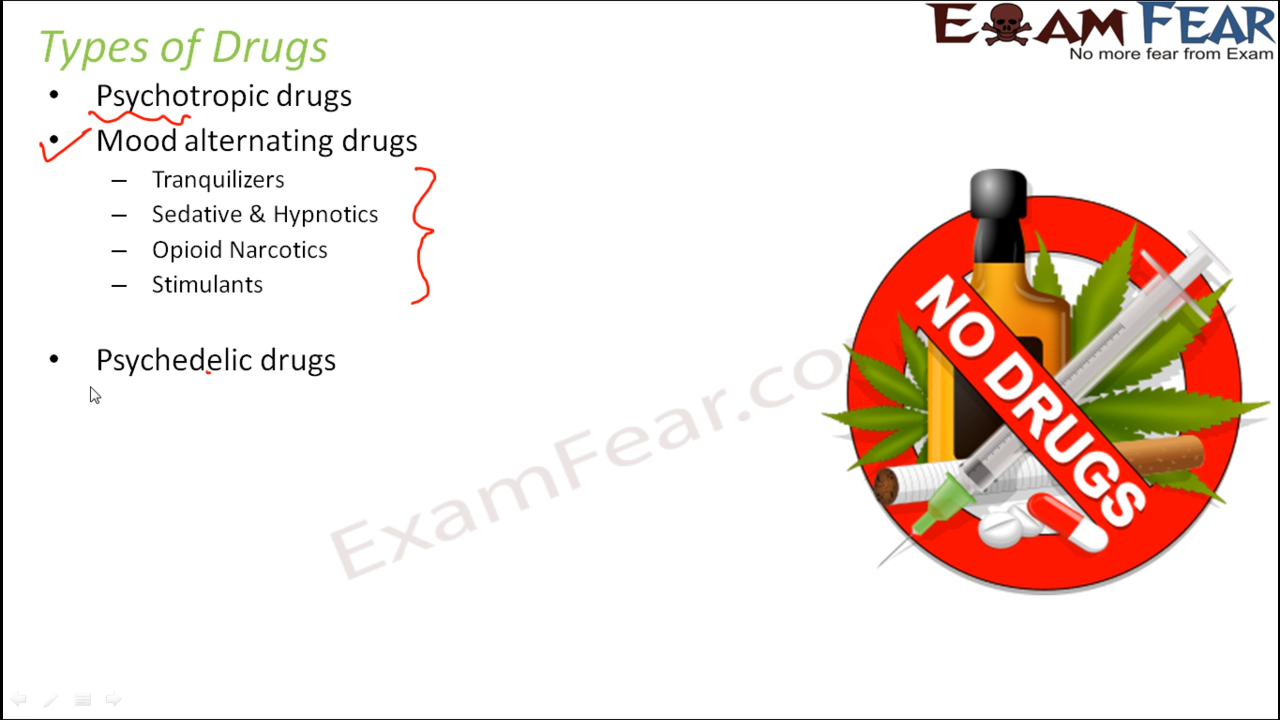 Types of Drugs
EXAM FEAR
No more fear from Exam
• Psychotropic drugs
• Mood alternating drugs
– Tranquilizers
– Sedative & Hypnotics
– Opioid Narcotics
– Stimulants
• Psychedelic drugs
NO DRUGS
ExamFear.co